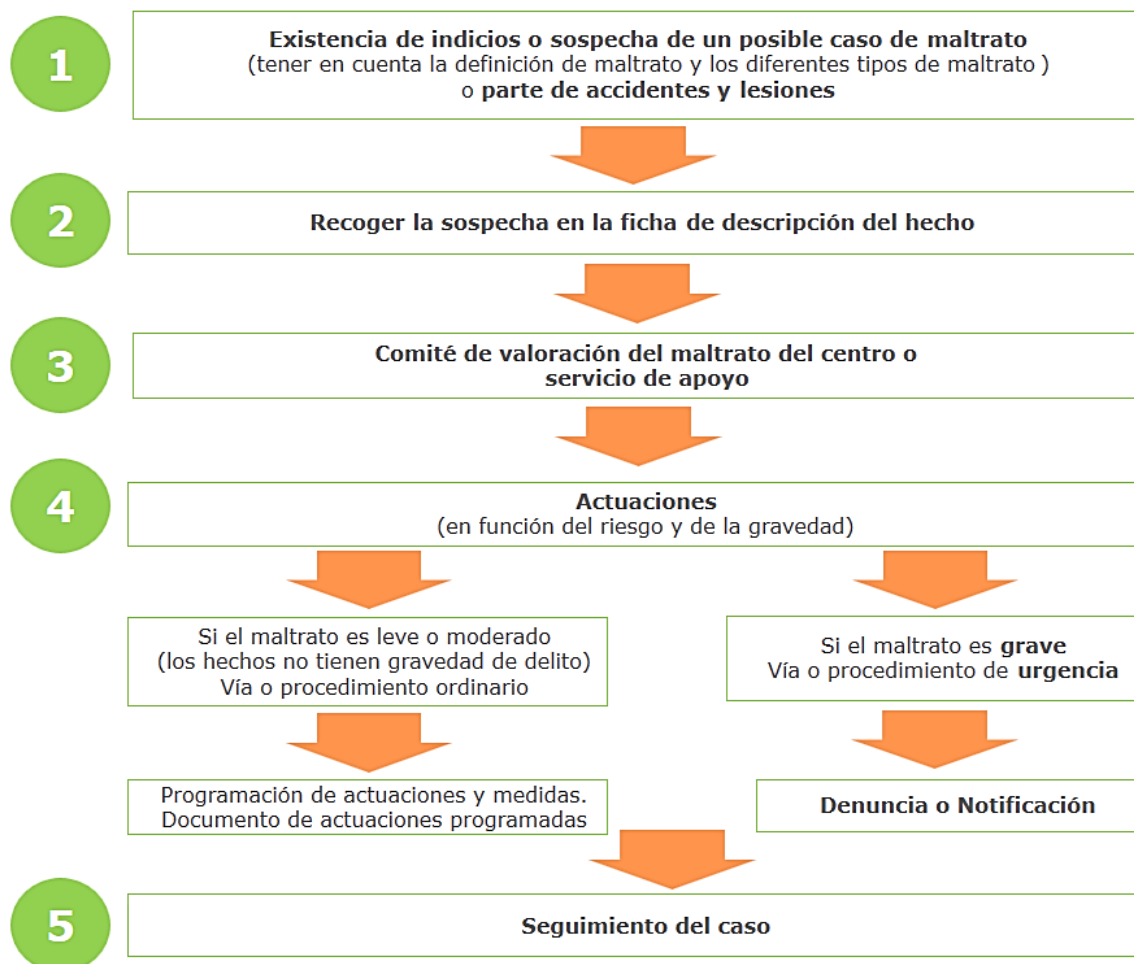 1
Existencia de indicios o sospecha de un posible caso de maltrato
(tener en cuenta la definición de maltrato y los diferentes tipos de maltrato )
o parte de accidentes y lesiones
2
Recoger la sospecha en la ficha de descripción del hecho
3
Comité de valoración del maltrato del centro o
servicio de apoyo
4
Actuaciones
(en función del riesgo y de la gravedad)
Si el maltrato es leve o moderado
(los hechos no tienen gravedad de delito)
Vía o procedimiento ordinario
Si el maltrato es grave
Vía o procedimiento de urgencia
Programación de actuaciones y medidas.
Documento de actuaciones programadas
Denuncia o Notificación
5
Seguimiento del caso